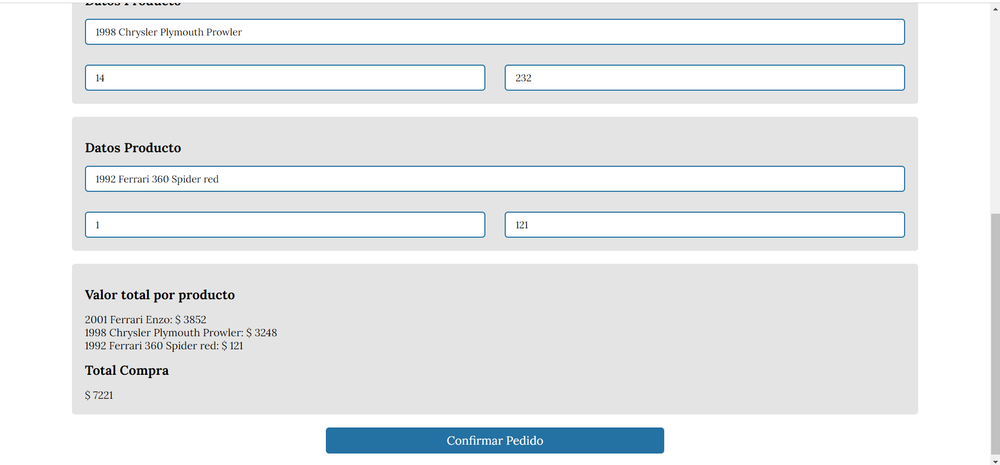 Datos Producto
1998 Chrysler Plymouth Prowler
14
232
Datos Producto
1992 Ferrari 360 Spider red
1
121
Valor total por producto
2001 Ferrari Enzo: $ 3852
1998 Chrysler Plymouth Prowler: $ 3248
1992 Ferrari 360 Spider red: $ 121
Total Compra
$ 7221
Confirmar Pedido